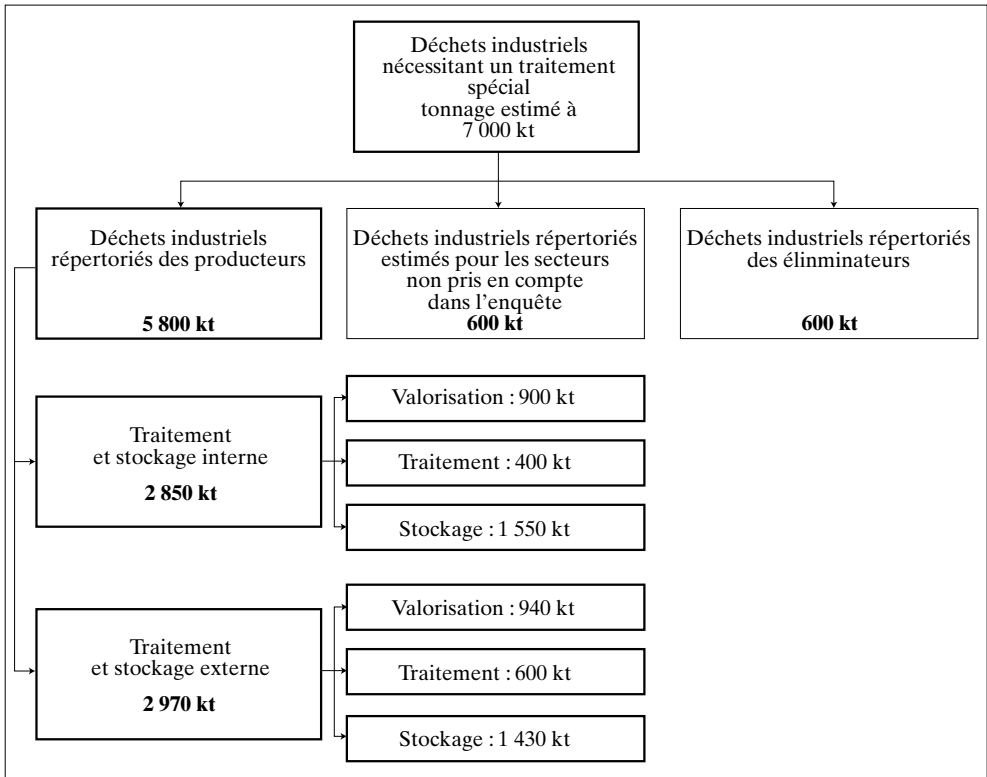 Déchets industriels
nécessitant un traitement
spécial
tonnage estimé à
7 000 kt
Déchets industriels
répertoriés des producteurs
5 800 kt
Déchets industriels répertoriés
estimés pour les secteurs
non pris en compte
dans l'enquête
600 kt
Déchets industriels répertoriés
des élinminateurs
600 kt
Traitement
et stockage interne
2 850 kt
Valorisation : 900 kt
Traitement : 400 kt
Stockage : 1 550 kt
Traitement
et stockage externe
2 970 kt
Valorisation : 940 kt
Traitement : 600 kt
Stockage : 1 430 kt